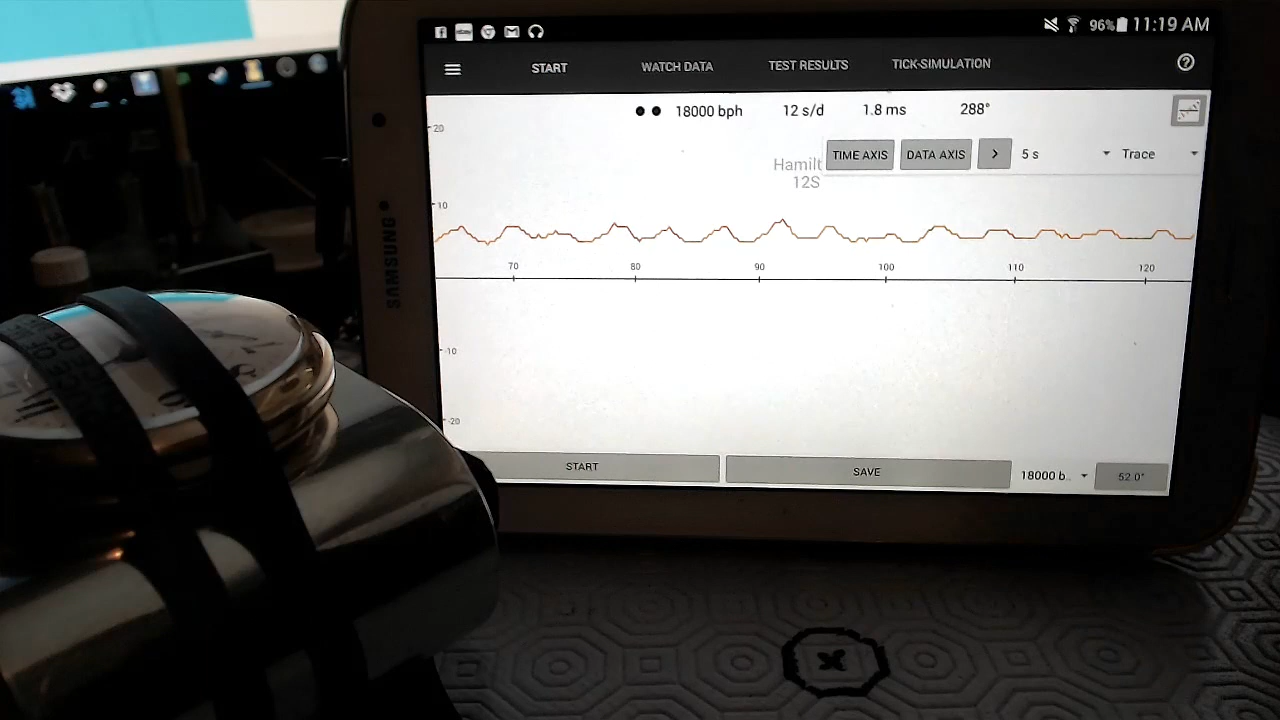 96% 11:19 AM
START WATCH DATA TEST RESULTS TICK-SIMULATION
18000 bph 12 s/d 1.8 ms 288°
TIME AXIS DATA AXIS > 5 s Trace
Hamilt
12S
20
10
70 80 90 100 110 120
-10
-20
START SAVE 18000 b.. 52.0°
SAMSUNG